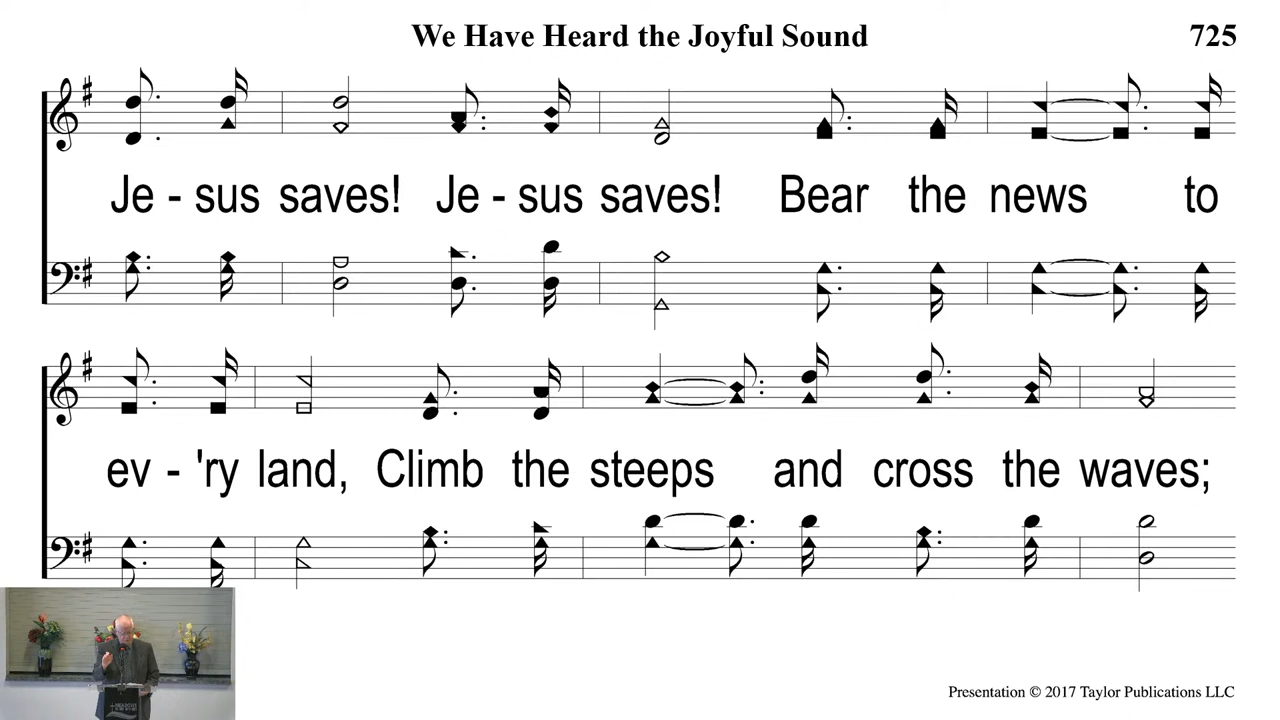 We Have Heard the Joyful Sound 725
Je - sus saves! Je - sus saves! Bear the news to
ev - 'ry land, Climb the steeps and cross the waves;
Presentation © 2017 Taylor Publications LLC